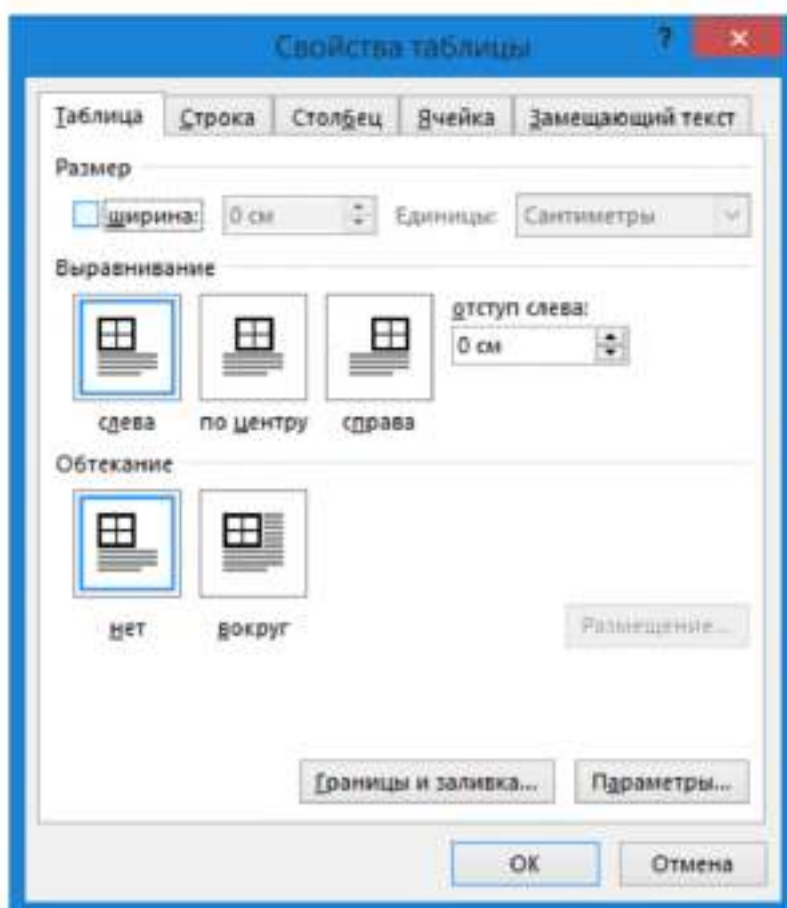 Свойства таблицы ?
Таблица Строка Столбец Ячейка Замещающий текст
Размер
ширина: 0 см Единицы: Сантиметры
Выравнивание
отступ слева:
0 см
слева по центру справа
Обтекание
нет вокруг
Размещение...
Границы и заливка... Параметры...
ОК Отмена